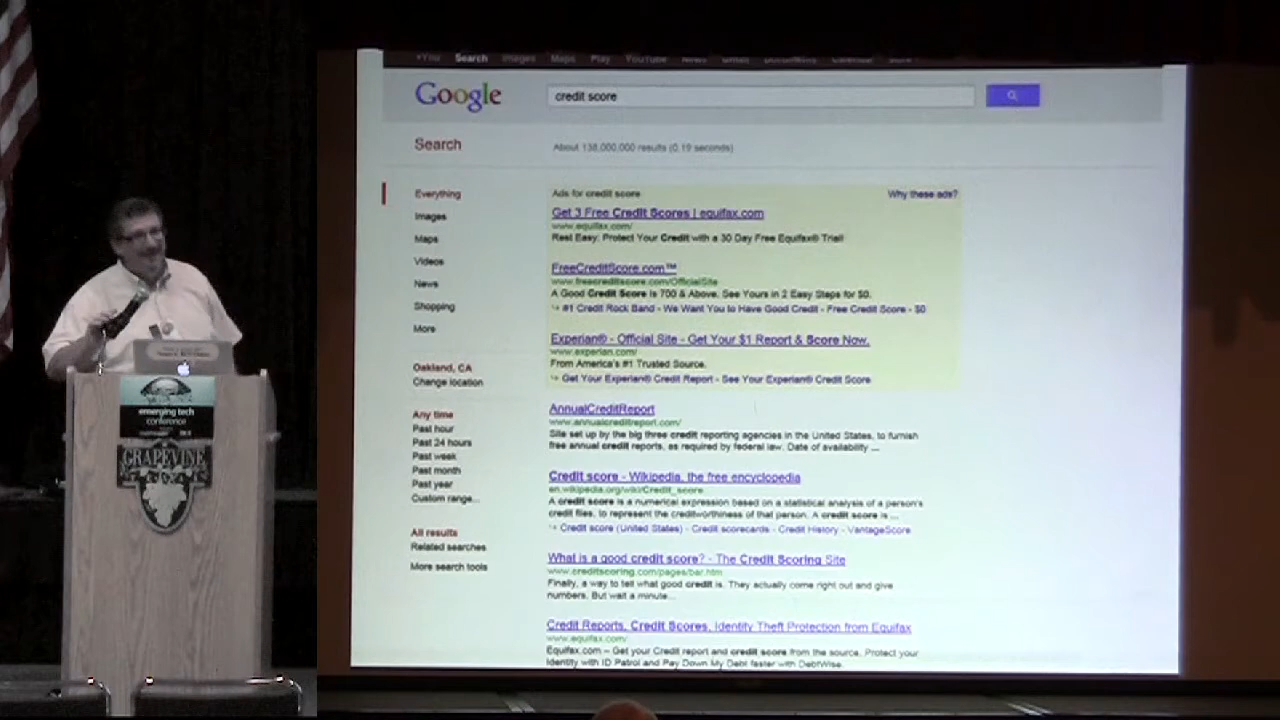 +You Search Images Maps Play YouTube News Gmail Documents Calendar
Google
credit score
Search
About 138,000,000 results (0.19 seconds)
Everything
Images
Maps
Videos
News
Shopping
More
Oakland, CA
Change location
Any time
Past hour
Past 24 hours
Past week
Past month
Past year
Custom range...
All results
Related searches
More search tools
Ads for credit score
Why these ads?
Get 3 Free Credit Scores | equifax.com
www.equifax.com/
Rest Easy: Protect Your Credit with a 30 Day Free Equifax® Trial!
FreeCreditScore.com™
www.freecreditscore.com/OfficialSite
A Good Credit Score is 700 & Above. See Yours in 2 Easy Steps for $0.
#1 Credit Rock Band - We Want You to Have Good Credit - Free Credit Score - $0
Experian® - Official Site - Get Your $1 Report & Score Now.
www.experian.com/
From America's #1 Trusted Source.
Get Your Experian® Credit Report - See Your Experian® Credit Score
AnnualCreditReport
www.annualcreditreport.com/
Site set up by the big three credit reporting agencies in the United States, to furnish
free annual credit reports, as required by federal law. Date of availability ...
Credit score - Wikipedia, the free encyclopedia
en.wikipedia.org/wiki/Credit_score
A credit score is a numerical expression based on a statistical analysis of a person's
credit files, to represent the creditworthiness of that person. A credit score is ...
Credit score (United States) - Credit scorecards - Credit History - VantageScore
What is a good credit score? - The Credit Scoring Site
www.creditscoring.com/pages/bar.htm
Finally, a way to tell what good credit is. They actually come right out and give
numbers. But wait a minute...
Credit Reports, Credit Scores, Identity Theft Protection from Equifax
www.equifax.com/
Equifax.com – Get your Credit report and credit score from the source. Protect your
Identity with ID Patrol and Pay Down My Debt faster with DebtWise.
emerging tech
conference
GRAPEVINE